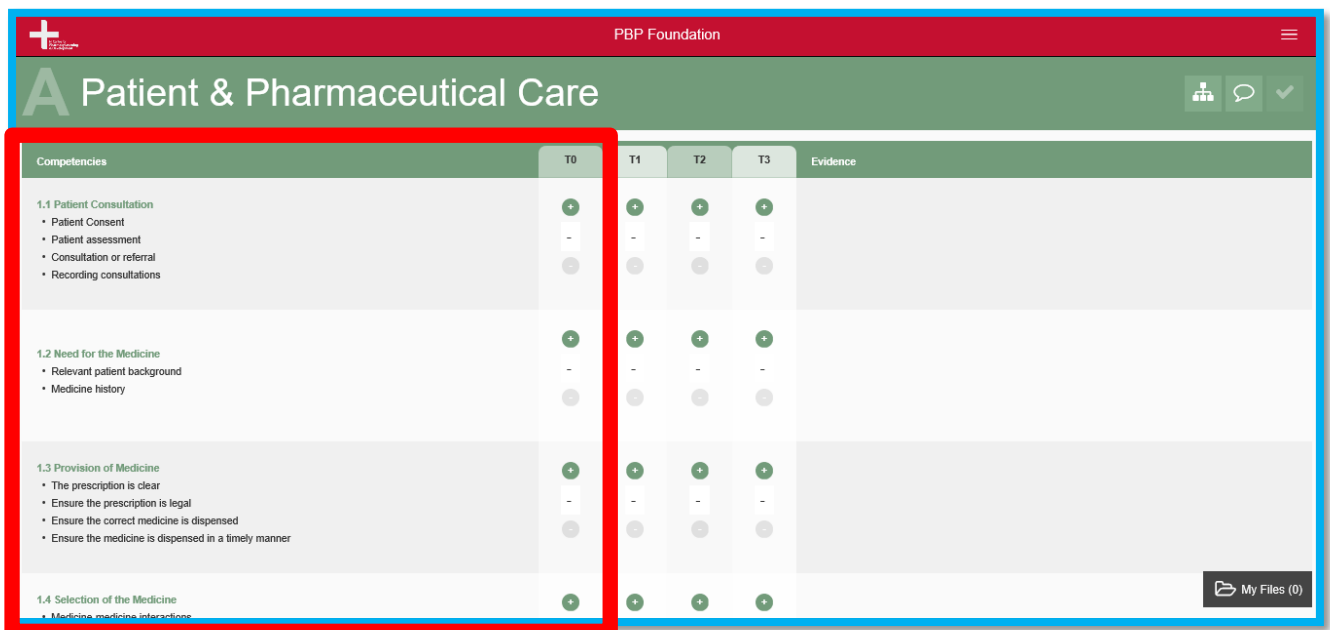 PBP Foundation
A Patient & Pharmaceutical Care
Competencies T0 T1 T2 T3 Evidence
1.1 Patient Consultation
• Patient Consent
• Patient assessment
• Consultation or referral
• Recording consultations
+ + + +
- - - -
- - - -
1.2 Need for the Medicine
• Relevant patient background
• Medicine history
+ + + +
- - - -
- - - -
1.3 Provision of Medicine
• The prescription is clear
• Ensure the prescription is legal
• Ensure the correct medicine is dispensed
• Ensure the medicine is dispensed in a timely manner
+ + + +
- - - -
- - - -
1.4 Selection of the Medicine
• Medicine-medicine interactions
+ + + +
My Files (0)